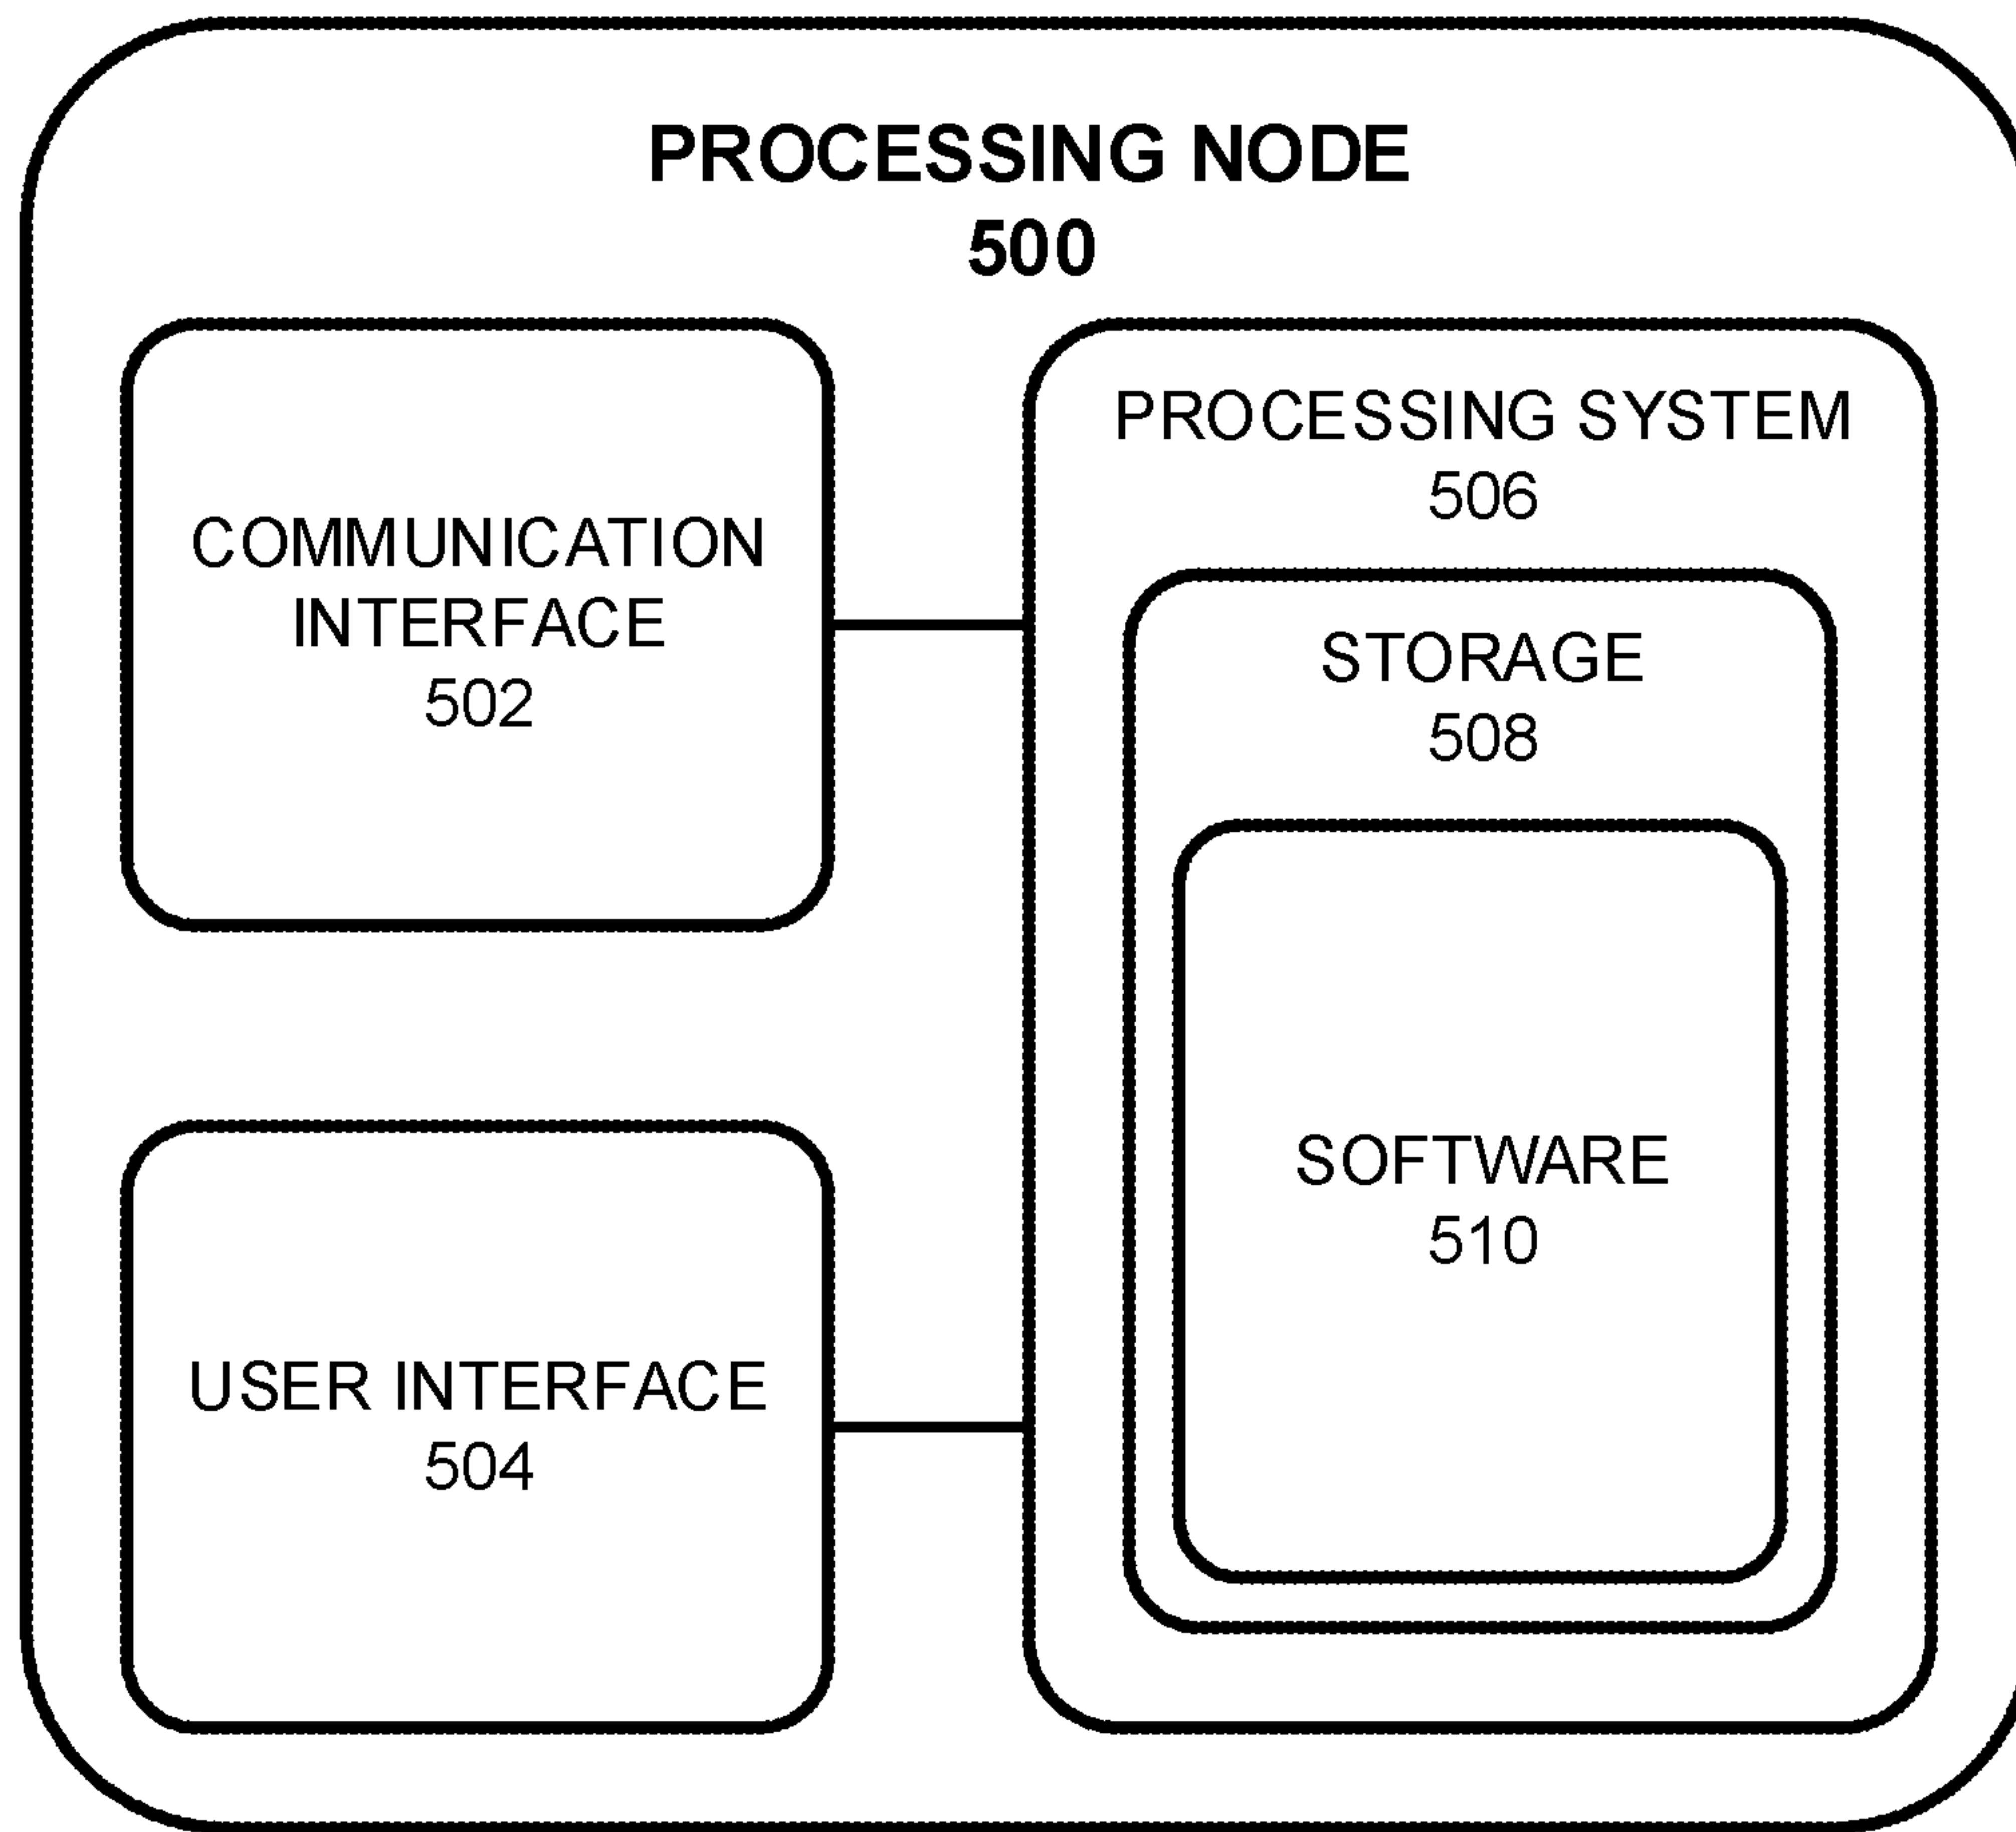 PROCESSING NODE
500
COMMUNICATION
INTERFACE
502
PROCESSING SYSTEM
506
STORAGE
508
SOFTWARE
510
USER INTERFACE
504